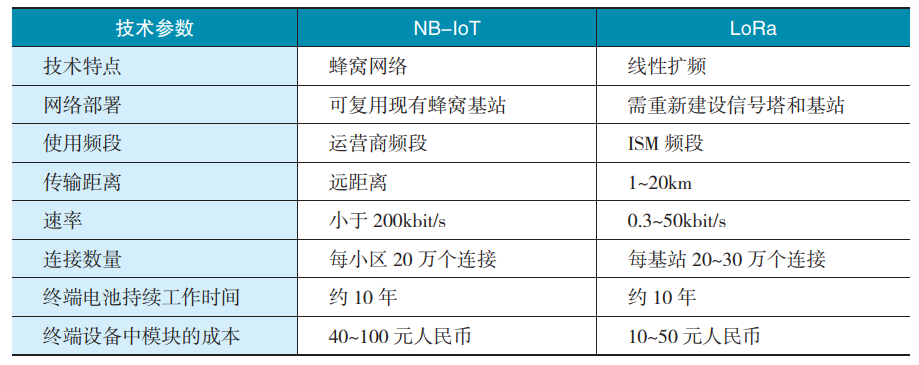 技术参数 NB-IoT LoRa
技术特点 蜂窝网络 线性扩频
网络部署 可复用现有蜂窝基站 需重新建设信号塔和基站
使用频段 运营商频段 ISM 频段
传输距离 远距离 1~20km
速率 小于 200kbit/s 0.3~50kbit/s
连接数量 每小区 20 万个连接 每基站 20~30 万个连接
终端电池持续工作时间 约 10 年 约 10 年
终端设备中模块的成本 40~100 元人民币 10~50 元人民币